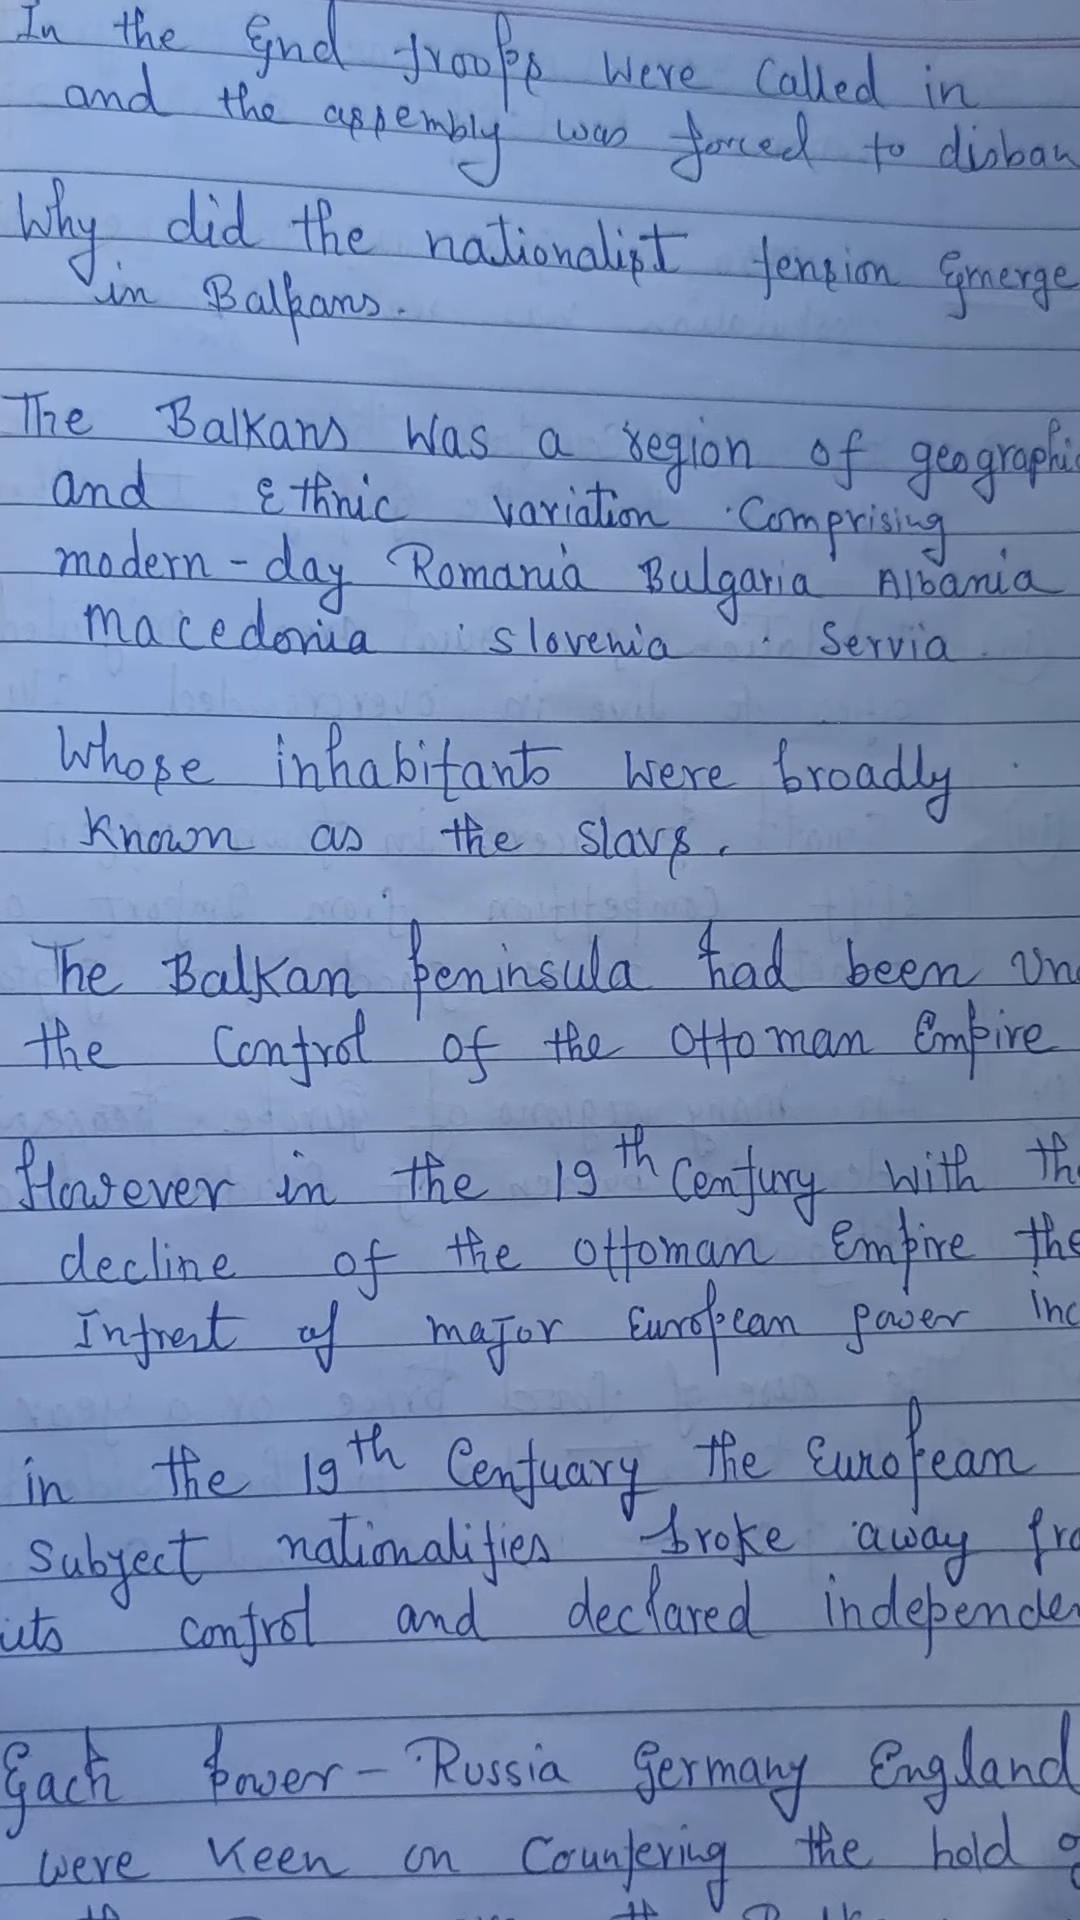 In the End troops were Called in
and the assembly was forced to disban
Why did the nationalist tension Emerge
in Balkans.
The Balkans was a region of geographic
and Ethnic variation Comprising
modern-day Romania Bulgaria Albania
Macedonia Slovenia Servia
Whose inhabitants were broadly
known as the slavs.
The Balkan peninsula had been un
the Control of the Ottoman Empire
However in the 19th Century with the
decline of the Ottoman Empire the
Intrest of major European power inc
in the 19th Centuary the European
subject nationalities broke away fro
its control and declared independen
Each power - Russia Germany England
were keen on Countering the hold o